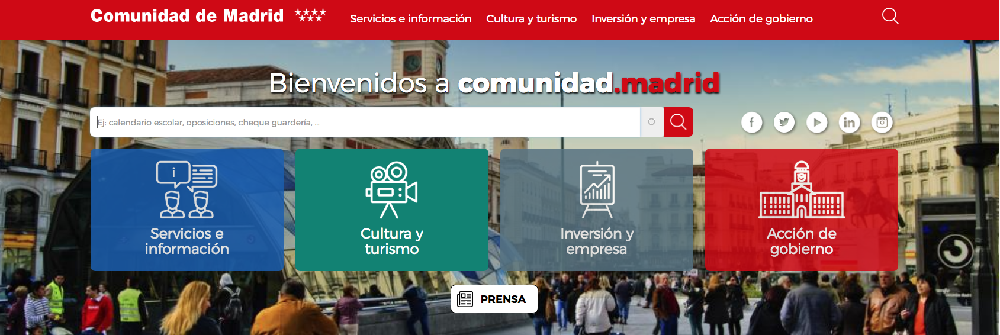 Comunidad de Madrid
Servicios e información
Cultura y turismo
Inversión y empresa
Acción de gobierno
Bienvenidos a comunidad.madrid
Ej: calendario escolar, oposiciones, cheque guardería, ...
f
in
i
Servicios e
información
Cultura y
turismo
Inversión y
empresa
Acción de
gobierno
PRENSA